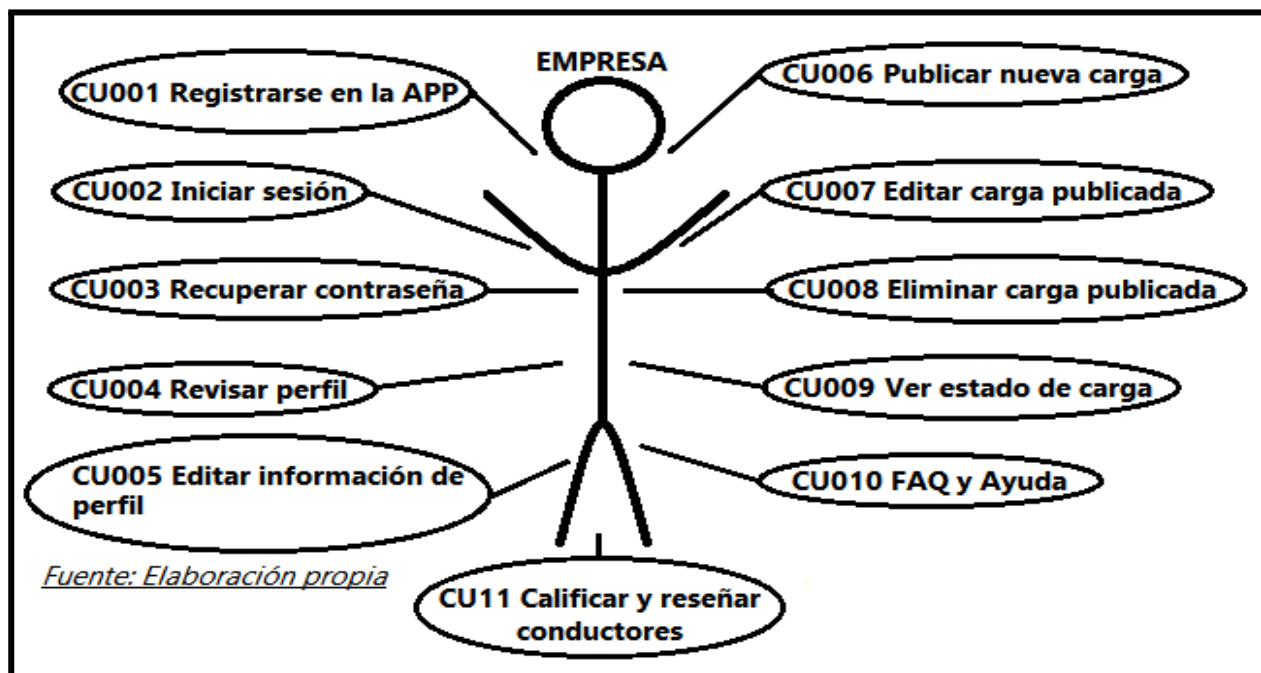 EMPRESA
CU001 Registrarse en la APP
CU002 Iniciar sesión
CU003 Recuperar contraseña
CU004 Revisar perfil
CU005 Editar información de
perfil
CU006 Publicar nueva carga
CU007 Editar carga publicada
CU008 Eliminar carga publicada
CU009 Ver estado de carga
CU010 FAQ y Ayuda
CU11 Calificar y reseñar
conductores
Fuente: Elaboración propia